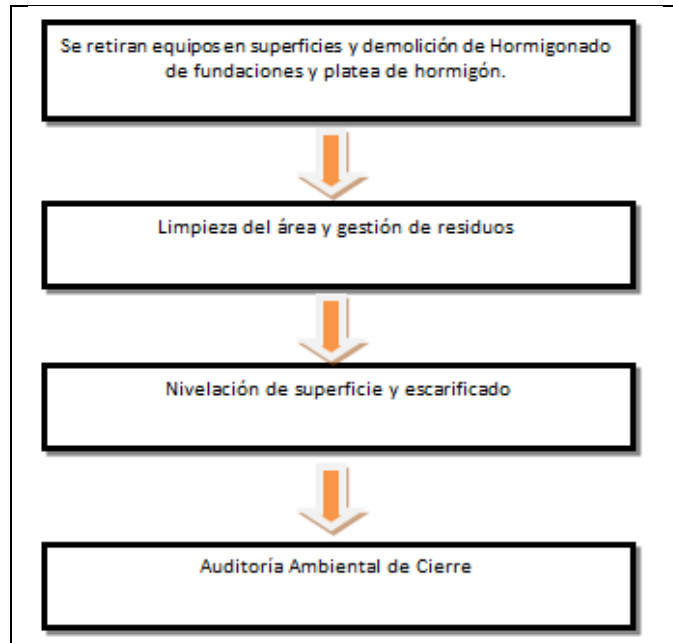 Se retiran equipos en superficies y demolición de Hormigonado
de fundaciones y platea de hormigón.
Limpieza del área y gestión de residuos
Nivelación de superficie y escarificado
Auditoría Ambiental de Cierre